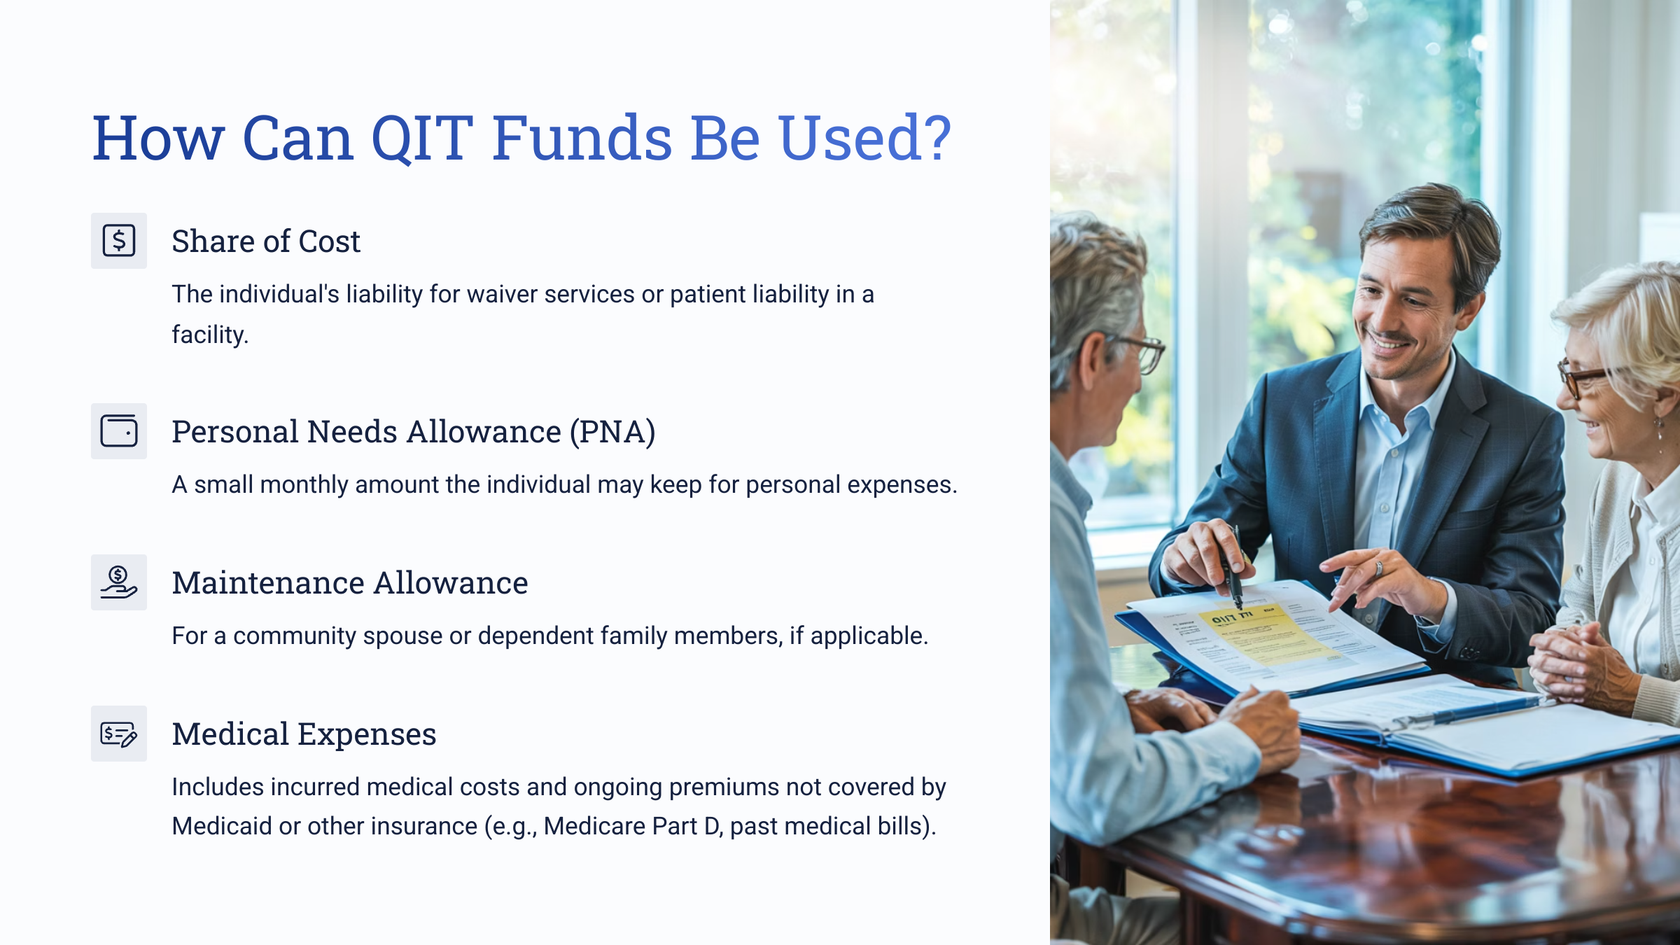 How Can QIT Funds Be Used?
Share of Cost
The individual's liability for waiver services or patient liability in a
facility.
Personal Needs Allowance (PNA)
A small monthly amount the individual may keep for personal expenses.
Maintenance Allowance
For a community spouse or dependent family members, if applicable.
Medical Expenses
Includes incurred medical costs and ongoing premiums not covered by
Medicaid or other insurance (e.g., Medicare Part D, past medical bills).